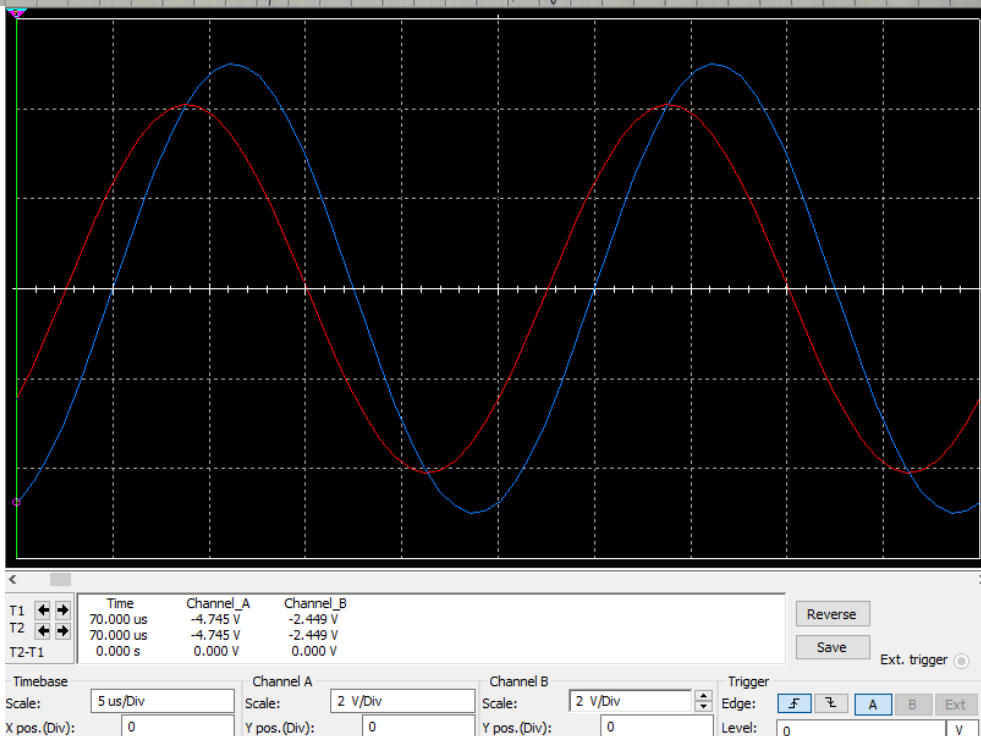 <
Time Channel_A Channel_B
T1 70.000 us -4.745 V -2.449 V
T2 70.000 us -4.745 V -2.449 V
T2-T1 0.000 s 0.000 V 0.000 V
Reverse
Save
Ext. trigger
Timebase
Scale: 5 us/Div
X pos.(Div): 0
Channel A
Scale: 2 V/Div
Y pos.(Div): 0
Channel B
Scale: 2 V/Div
Y pos.(Div): 0
Trigger
Edge: A B Ext
Level: 0 V